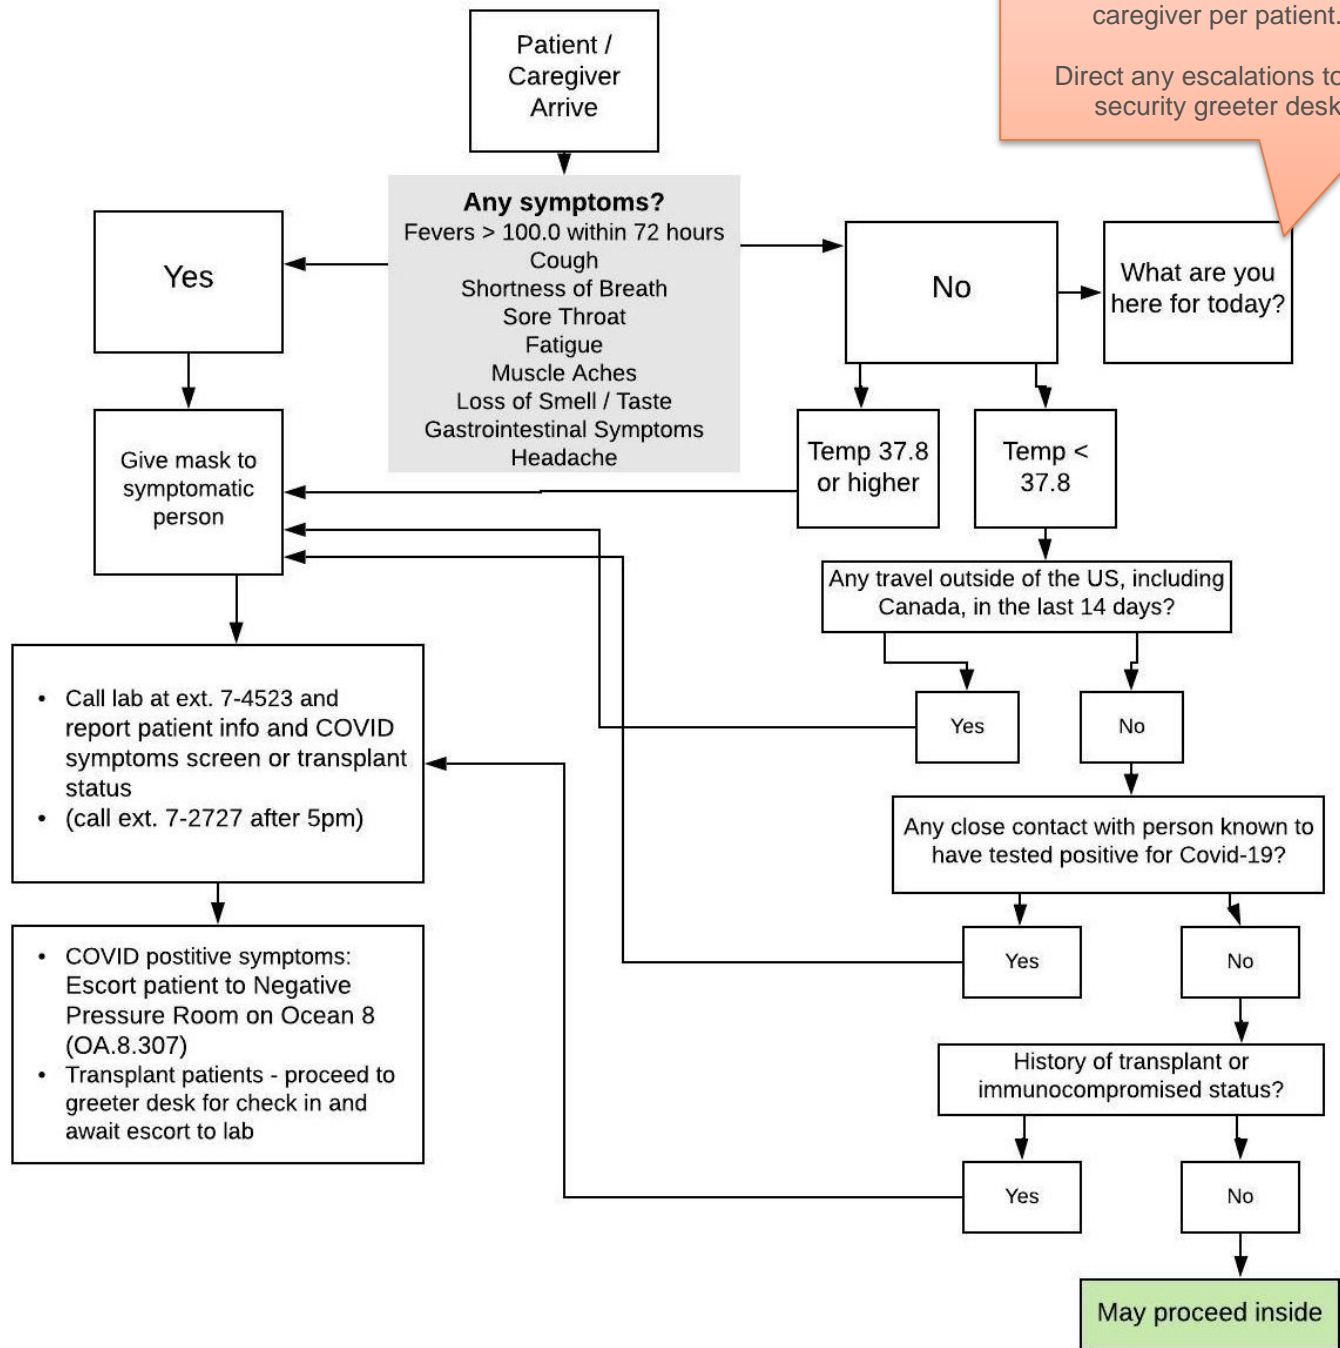 caregiver per patient.
Direct any escalations to
security greeter desk
Patient /
Caregiver
Arrive
Any symptoms?
Fevers > 100.0 within 72 hours
Cough
Shortness of Breath
Sore Throat
Fatigue
Muscle Aches
Loss of Smell / Taste
Gastrointestinal Symptoms
Headache
Yes
No
What are you
here for today?
Give mask to
symptomatic
person
Temp 37.8
or higher
Temp <
37.8
Any travel outside of the US, including
Canada, in the last 14 days?
Yes
No
• Call lab at ext. 7-4523 and
report patient info and COVID
symptoms screen or transplant
status
• (call ext. 7-2727 after 5pm)
Any close contact with person known to
have tested positive for Covid-19?
Yes
No
• COVID postitive symptoms:
Escort patient to Negative
Pressure Room on Ocean 8
(OA.8.307)
• Transplant patients - proceed to
greeter desk for check in and
await escort to lab
History of transplant or
immunocompromised status?
Yes
No
May proceed inside